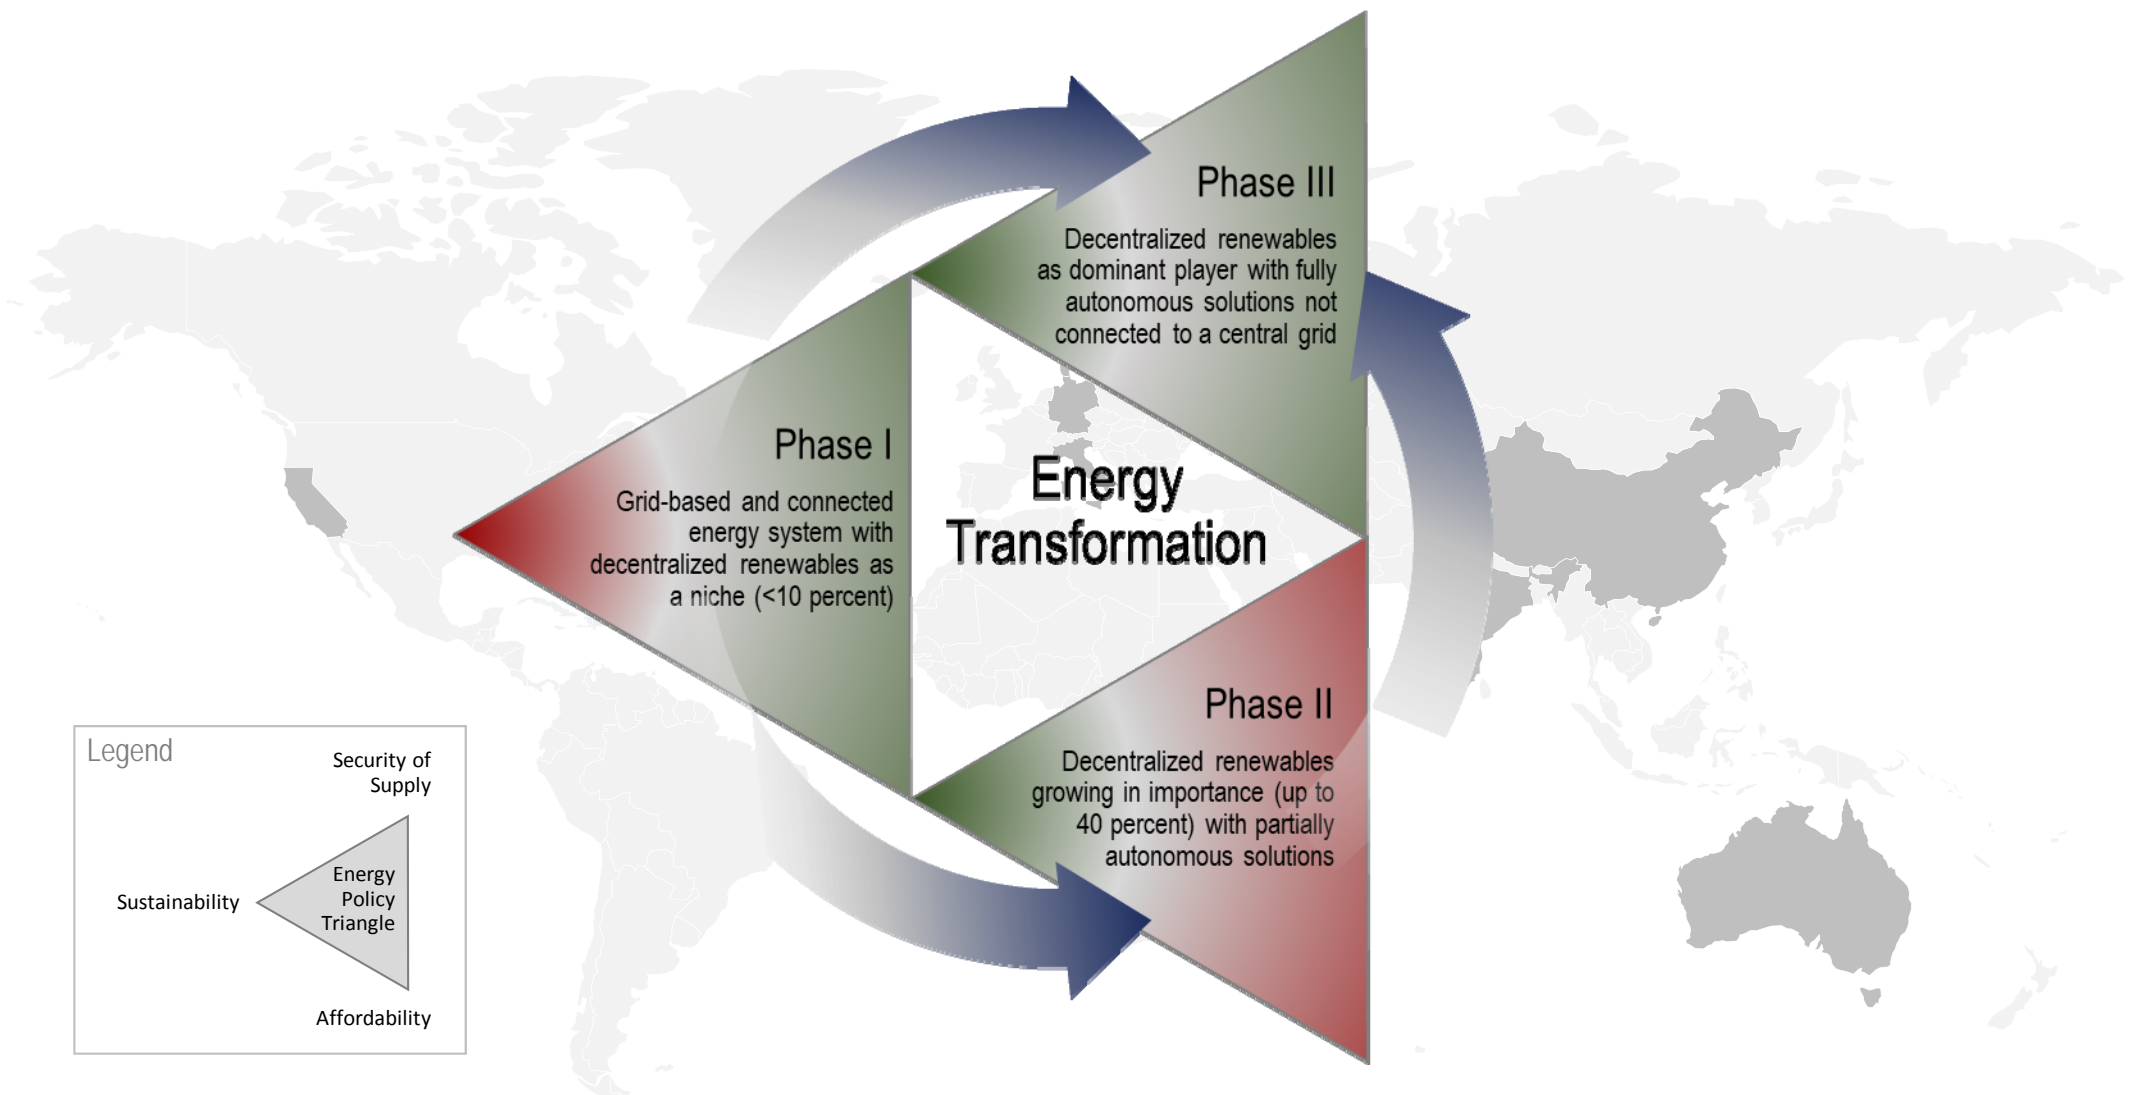 Phase III
Decentralized renewables
as dominant player with fully
autonomous solutions not
connected to a central grid
Phase I
Grid-based and connected
energy system with
decentralized renewables as
a niche (<10 percent)
Energy
Transformation
Phase II
Decentralized renewables
growing in importance (up to
40 percent) with partially
autonomous solutions
Legend
Security of
Supply
Energy
Policy
Triangle
Sustainability
Affordability